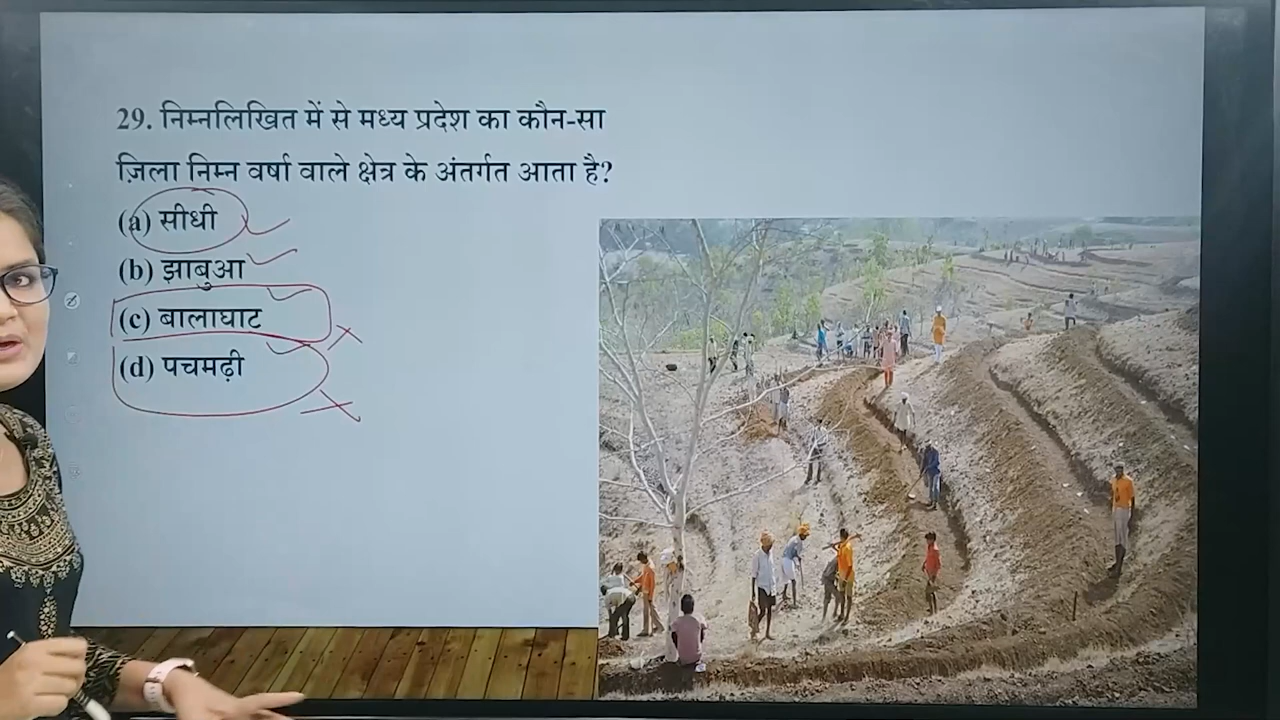 29. निम्नलिखित में से मध्य प्रदेश का कौन-सा
ज़िला निम्न वर्षा वाले क्षेत्र के अंतर्गत आता है?
(a) सीधी
(b) झाबुआ
(c) बालाघाट
(d) पचमढ़ी